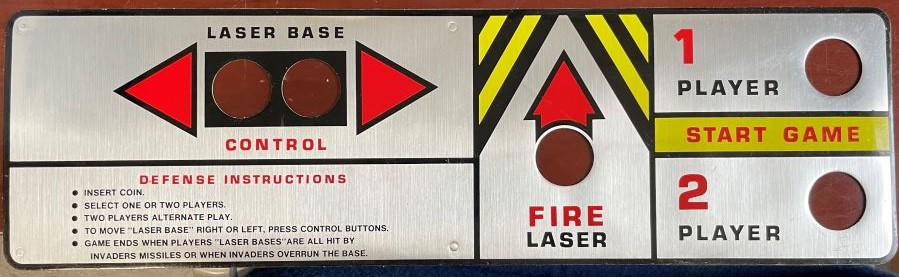 LASER BASE
CONTROL
DEFENSE INSTRUCTIONS
● INSERT COIN.
● SELECT ONE OR TWO PLAYERS.
● TWO PLAYERS ALTERNATE PLAY.
● TO MOVE "LASER BASE" RIGHT OR LEFT, PRESS CONTROL BUTTONS.
● GAME ENDS WHEN PLAYERS "LASER BASES" ARE ALL HIT BY
INVADERS MISSILES OR WHEN INVADERS OVERRUN THE BASE.
FIRE
LASER
1
PLAYER
START GAME
2
PLAYER